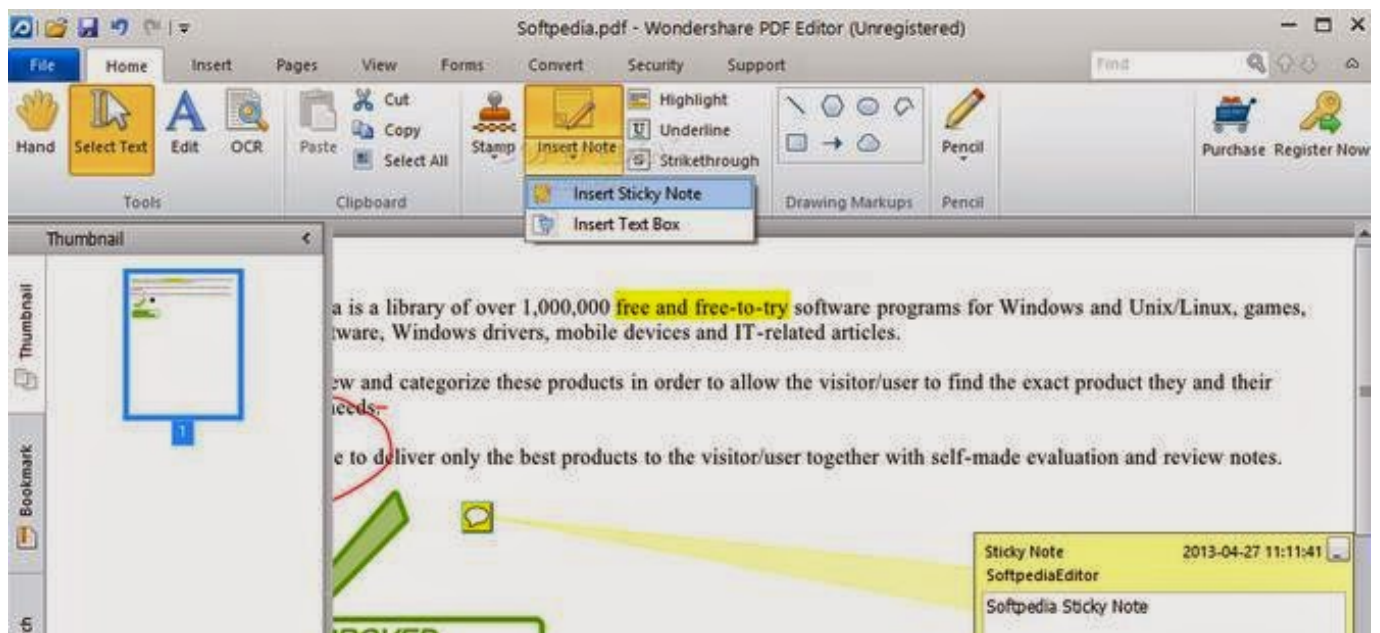 Softpedia.pdf - Wondershare PDF Editor (Unregistered)
File Home Insert Pages View Forms Convert Security Support Find
Hand Select Text Edit OCR Paste Cut Copy Select All Stamp Insert Note Highlight Underline Strikethrough Pencil Purchase Register Now
Tools Clipboard Drawing Markups Pencil
Insert Sticky Note
Insert Text Box
Thumbnail
Thumbnail
1
Bookmark
a is a library of over 1,000,000 free and free-to-try software programs for Windows and Unix/Linux, games,
tware, Windows drivers, mobile devices and IT-related articles.
ew and categorize these products in order to allow the visitor/user to find the exact product they and their
needs.
e to deliver only the best products to the visitor/user together with self-made evaluation and review notes.
Sticky Note 2013-04-27 11:11:41
SoftpediaEditor
Softpedia Sticky Note